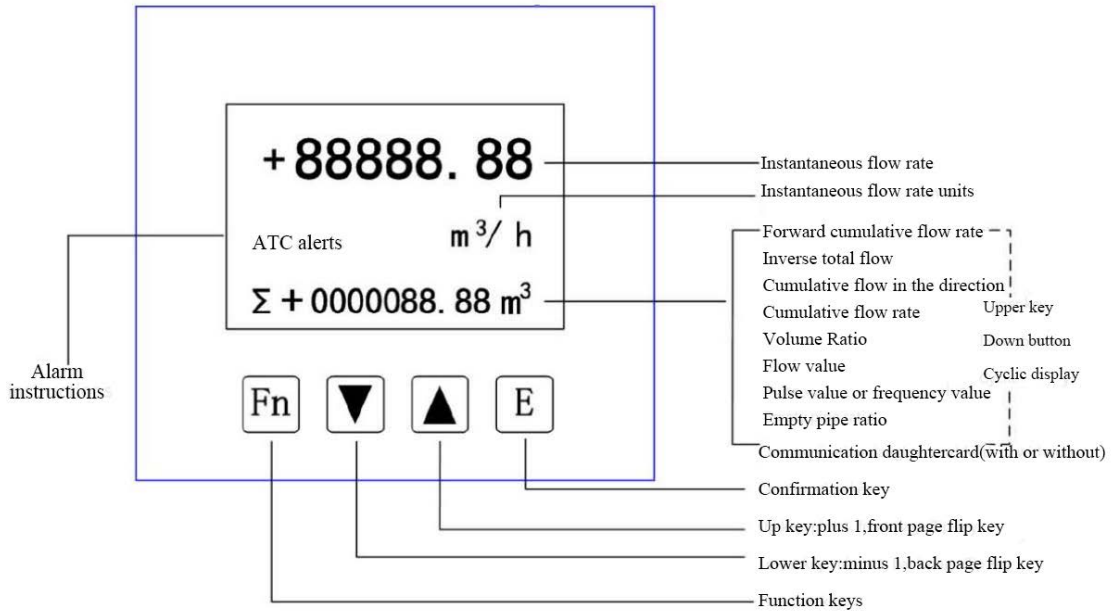 +88888.88
Instantaneous flow rate
Instantaneous flow rate units
m³/h
ATC alerts
Σ+0000088.88 m³
Forward cumulative flow rate
Inverse total flow
Cumulative flow in the direction
Cumulative flow rate
Volume Ratio
Flow value
Pulse value or frequency value
Empty pipe ratio
Communication daughtercard(with or without)
Upper key
Down button
Cyclic display
Alarm
instructions
Fn
▼
▲
E
Confirmation key
Up key:plus 1,front page flip key
Lower key:minus 1,back page flip key
Function keys